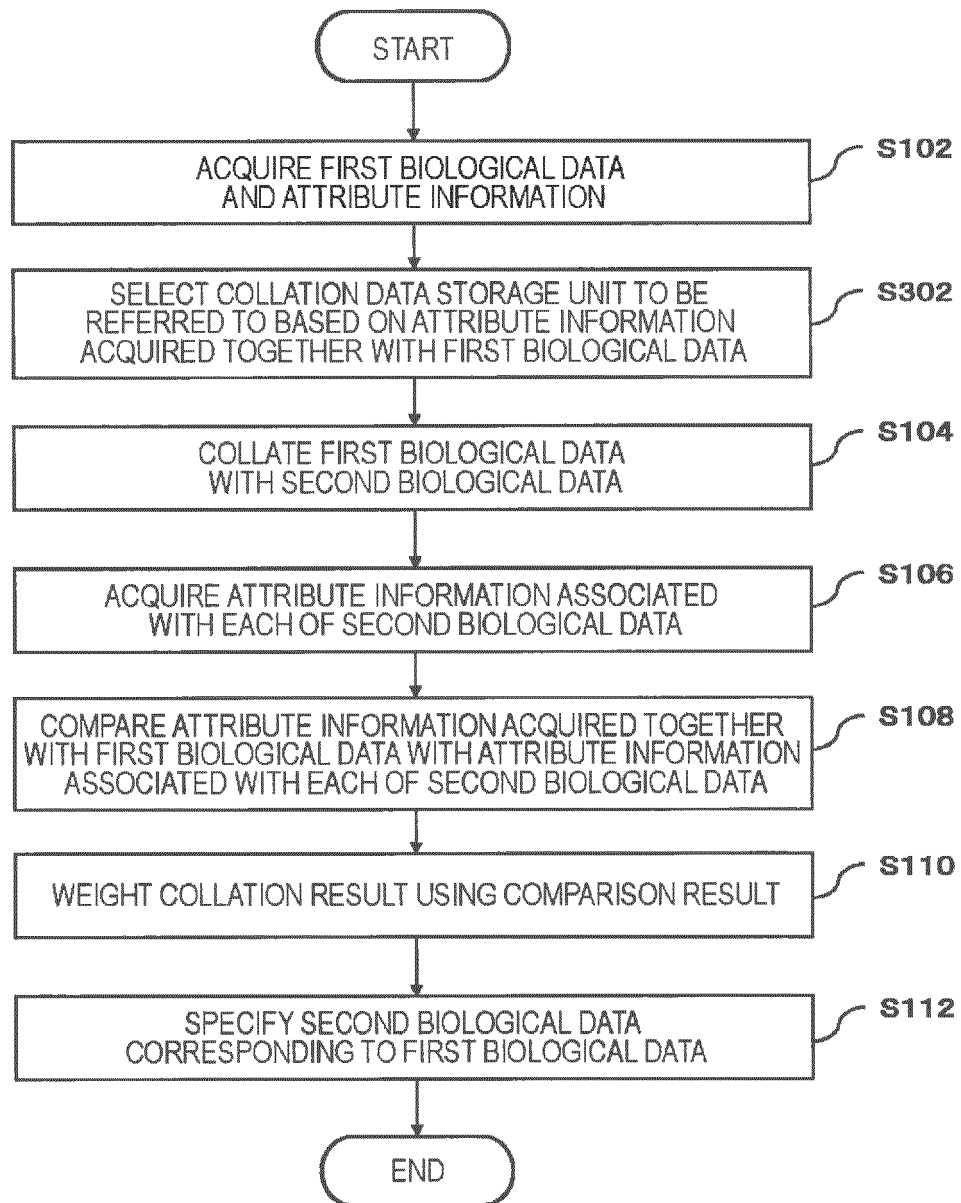 START
ACQUIRE FIRST BIOLOGICAL DATA
AND ATTRIBUTE INFORMATION
S102
SELECT COLLATION DATA STORAGE UNIT TO BE
REFERRED TO BASED ON ATTRIBUTE INFORMATION
ACQUIRED TOGETHER WITH FIRST BIOLOGICAL DATA
S302
COLLATE FIRST BIOLOGICAL DATA
WITH SECOND BIOLOGICAL DATA
S104
ACQUIRE ATTRIBUTE INFORMATION ASSOCIATED
WITH EACH OF SECOND BIOLOGICAL DATA
S106
COMPARE ATTRIBUTE INFORMATION ACQUIRED TOGETHER
WITH FIRST BIOLOGICAL DATA WITH ATTRIBUTE INFORMATION
ASSOCIATED WITH EACH OF SECOND BIOLOGICAL DATA
S108
WEIGHT COLLATION RESULT USING COMPARISON RESULT
S110
SPECIFY SECOND BIOLOGICAL DATA
CORRESPONDING TO FIRST BIOLOGICAL DATA
S112
END